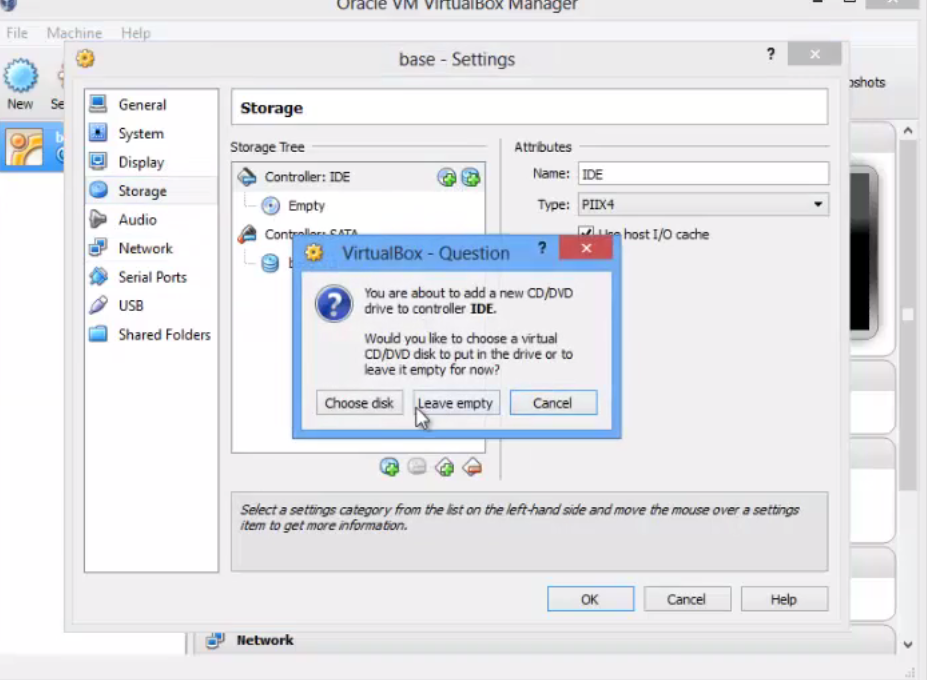 Oracle VM VirtualBox Manager
File Machine Help
base - Settings
?
New
General
System
Display
Storage
Audio
Network
Serial Ports
USB
Shared Folders
Storage
Storage Tree
Controller: IDE
Empty
Controller: SATA
Attributes
Name: IDE
Type: PIIX4
Use host I/O cache
VirtualBox - Question
?
You are about to add a new CD/DVD
drive to controller IDE.
Would you like to choose a virtual
CD/DVD disk to put in the drive or to
leave it empty for now?
Choose disk
Leave empty
Cancel
Select a settings category from the list on the left-hand side and move the mouse over a settings
item to get more information.
OK
Cancel
Help
Network